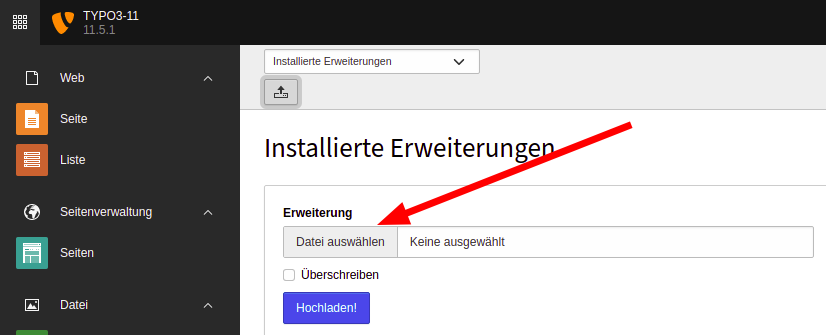 TYPO3-11
11.5.1
Web
Seite
Liste
Seitenverwaltung
Seiten
Datei
Installierte Erweiterungen
Installierte Erweiterungen
Erweiterung
Datei auswählen Keine ausgewählt
Überschreiben
Hochladen!